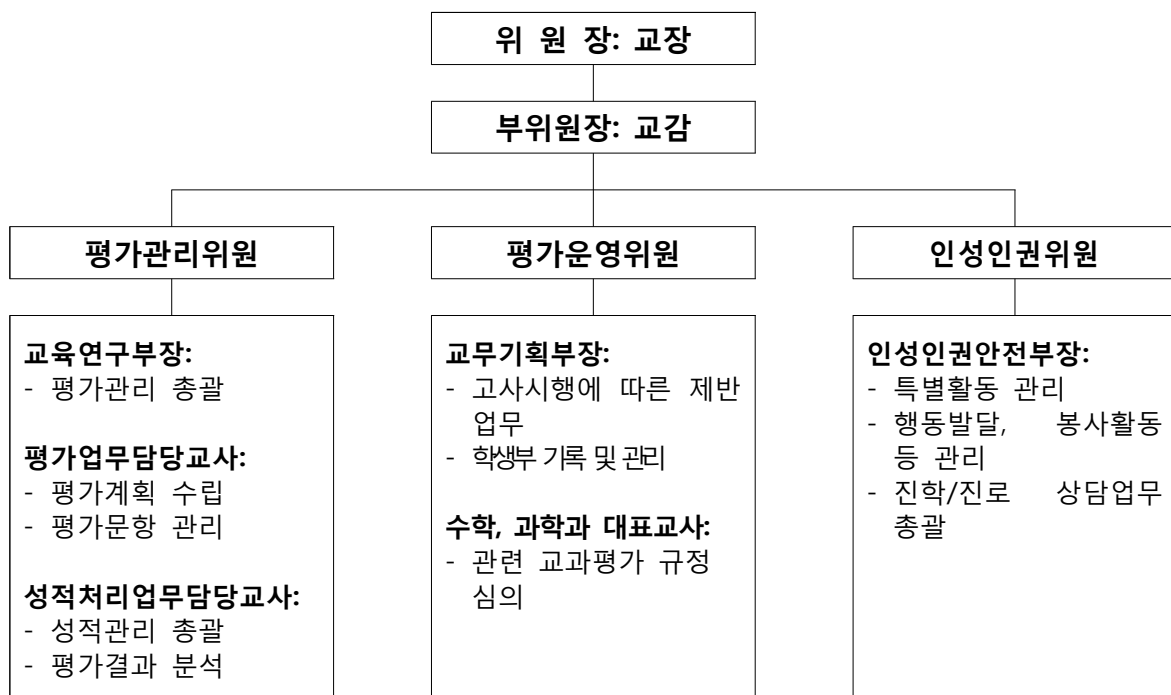 위 원 장: 교장
부위원장: 교감
평가관리위원
평가운영위원
인성인권위원
교육연구부장:
- 평가관리 총괄
평가업무담당교사:
- 평가계획 수립
- 평가문항 관리
성적처리업무담당교사:
- 성적관리 총괄
- 평가결과 분석
교무기획부장:
- 고사시행에 따른 제반
업무
- 학생부 기록 및 관리
수학, 과학과 대표교사:
- 관련 교과평가 규정
심의
인성인권안전부장:
- 특별활동 관리
- 행동발달, 봉사활동
등 관리
- 진학/진로 상담업무
총괄